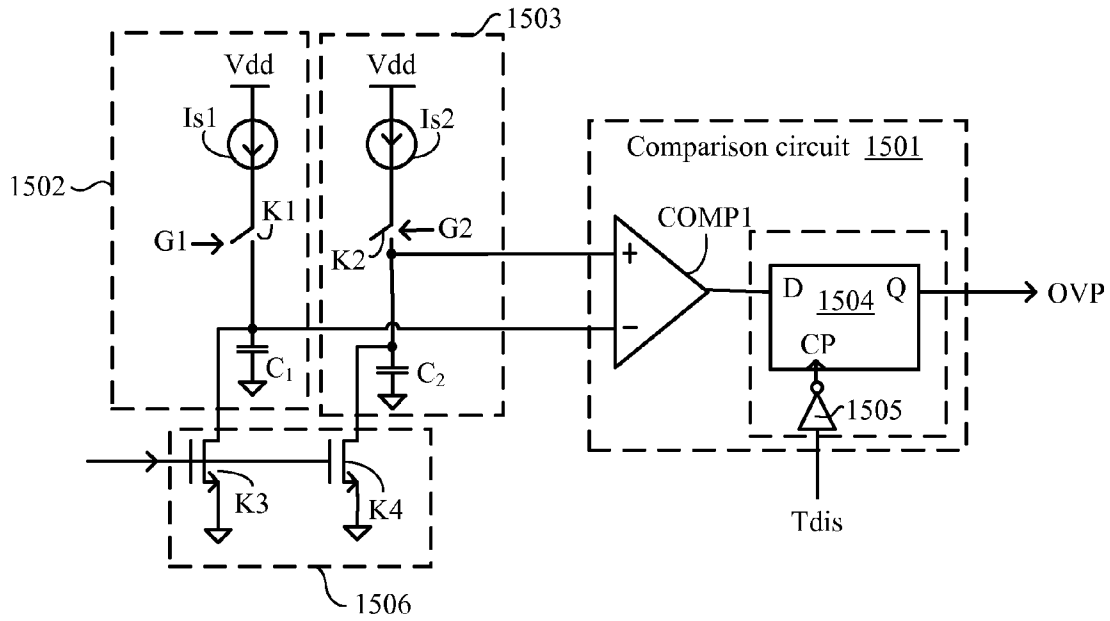 1503
Vdd
Vdd
Is1
Is2
1502
K1
G1
K2
G2
Comparison circuit 1501
COMP1
+
−
D
Q
1504
CP
OVP
C1
C2
1505
K3
K4
Tdis
1506